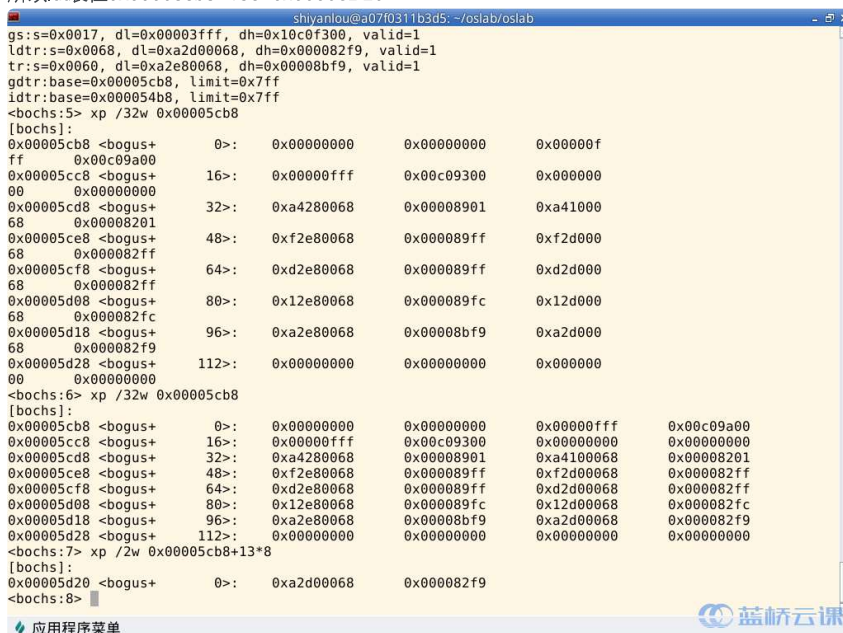 shiyanlou@a07f0311b3d5: ~/oslab/oslab
gs:s=0x0017, dl=0x00003fff, dh=0x10c0f300, valid=1
ldtr:s=0x0068, dl=0xa2d00068, dh=0x000082f9, valid=1
tr:s=0x0060, dl=0xa2e80068, dh=0x00008bf9, valid=1
gdtr:base=0x00005cb8, limit=0x7ff
idtr:base=0x000054b8, limit=0x7ff
<bochs:5> xp /32w 0x00005cb8
[bochs]:
0x00005cb8 <bogus+ 0>: 0x00000000 0x00000000 0x00000f
ff 0x00c09a00
0x00005cc8 <bogus+ 16>: 0x00000fff 0x00c09300 0x000000
00 0x00000000
0x00005cd8 <bogus+ 32>: 0xa4280068 0x00008901 0xa41000
68 0x00008201
0x00005ce8 <bogus+ 48>: 0xf2e80068 0x000089ff 0xf2d000
68 0x000082ff
0x00005cf8 <bogus+ 64>: 0xd2e80068 0x000089ff 0xd2d000
68 0x000082ff
0x00005d08 <bogus+ 80>: 0x12e80068 0x000089fc 0x12d000
68 0x000082fc
0x00005d18 <bogus+ 96>: 0xa2e80068 0x00008bf9 0xa2d000
68 0x000082f9
0x00005d28 <bogus+ 112>: 0x00000000 0x00000000 0x000000
00 0x00000000
<bochs:6> xp /32w 0x00005cb8
[bochs]:
0x00005cb8 <bogus+ 0>: 0x00000000 0x00000000 0x00000fff 0x00c09a00
0x00005cc8 <bogus+ 16>: 0x00000fff 0x00c09300 0x00000000 0x00000000
0x00005cd8 <bogus+ 32>: 0xa4280068 0x00008901 0xa4100068 0x00008201
0x00005ce8 <bogus+ 48>: 0xf2e80068 0x000089ff 0xf2d00068 0x000082ff
0x00005cf8 <bogus+ 64>: 0xd2e80068 0x000089ff 0xd2d00068 0x000082ff
0x00005d08 <bogus+ 80>: 0x12e80068 0x000089fc 0x12d00068 0x000082fc
0x00005d18 <bogus+ 96>: 0xa2e80068 0x00008bf9 0xa2d00068 0x000082f9
0x00005d28 <bogus+ 112>: 0x00000000 0x00000000 0x00000000 0x00000000
<bochs:7> xp /2w 0x00005cb8+13*8
[bochs]:
0x00005d20 <bogus+ 0>: 0xa2d00068 0x000082f9
<bochs:8>
蓝桥云课
应用程序菜单